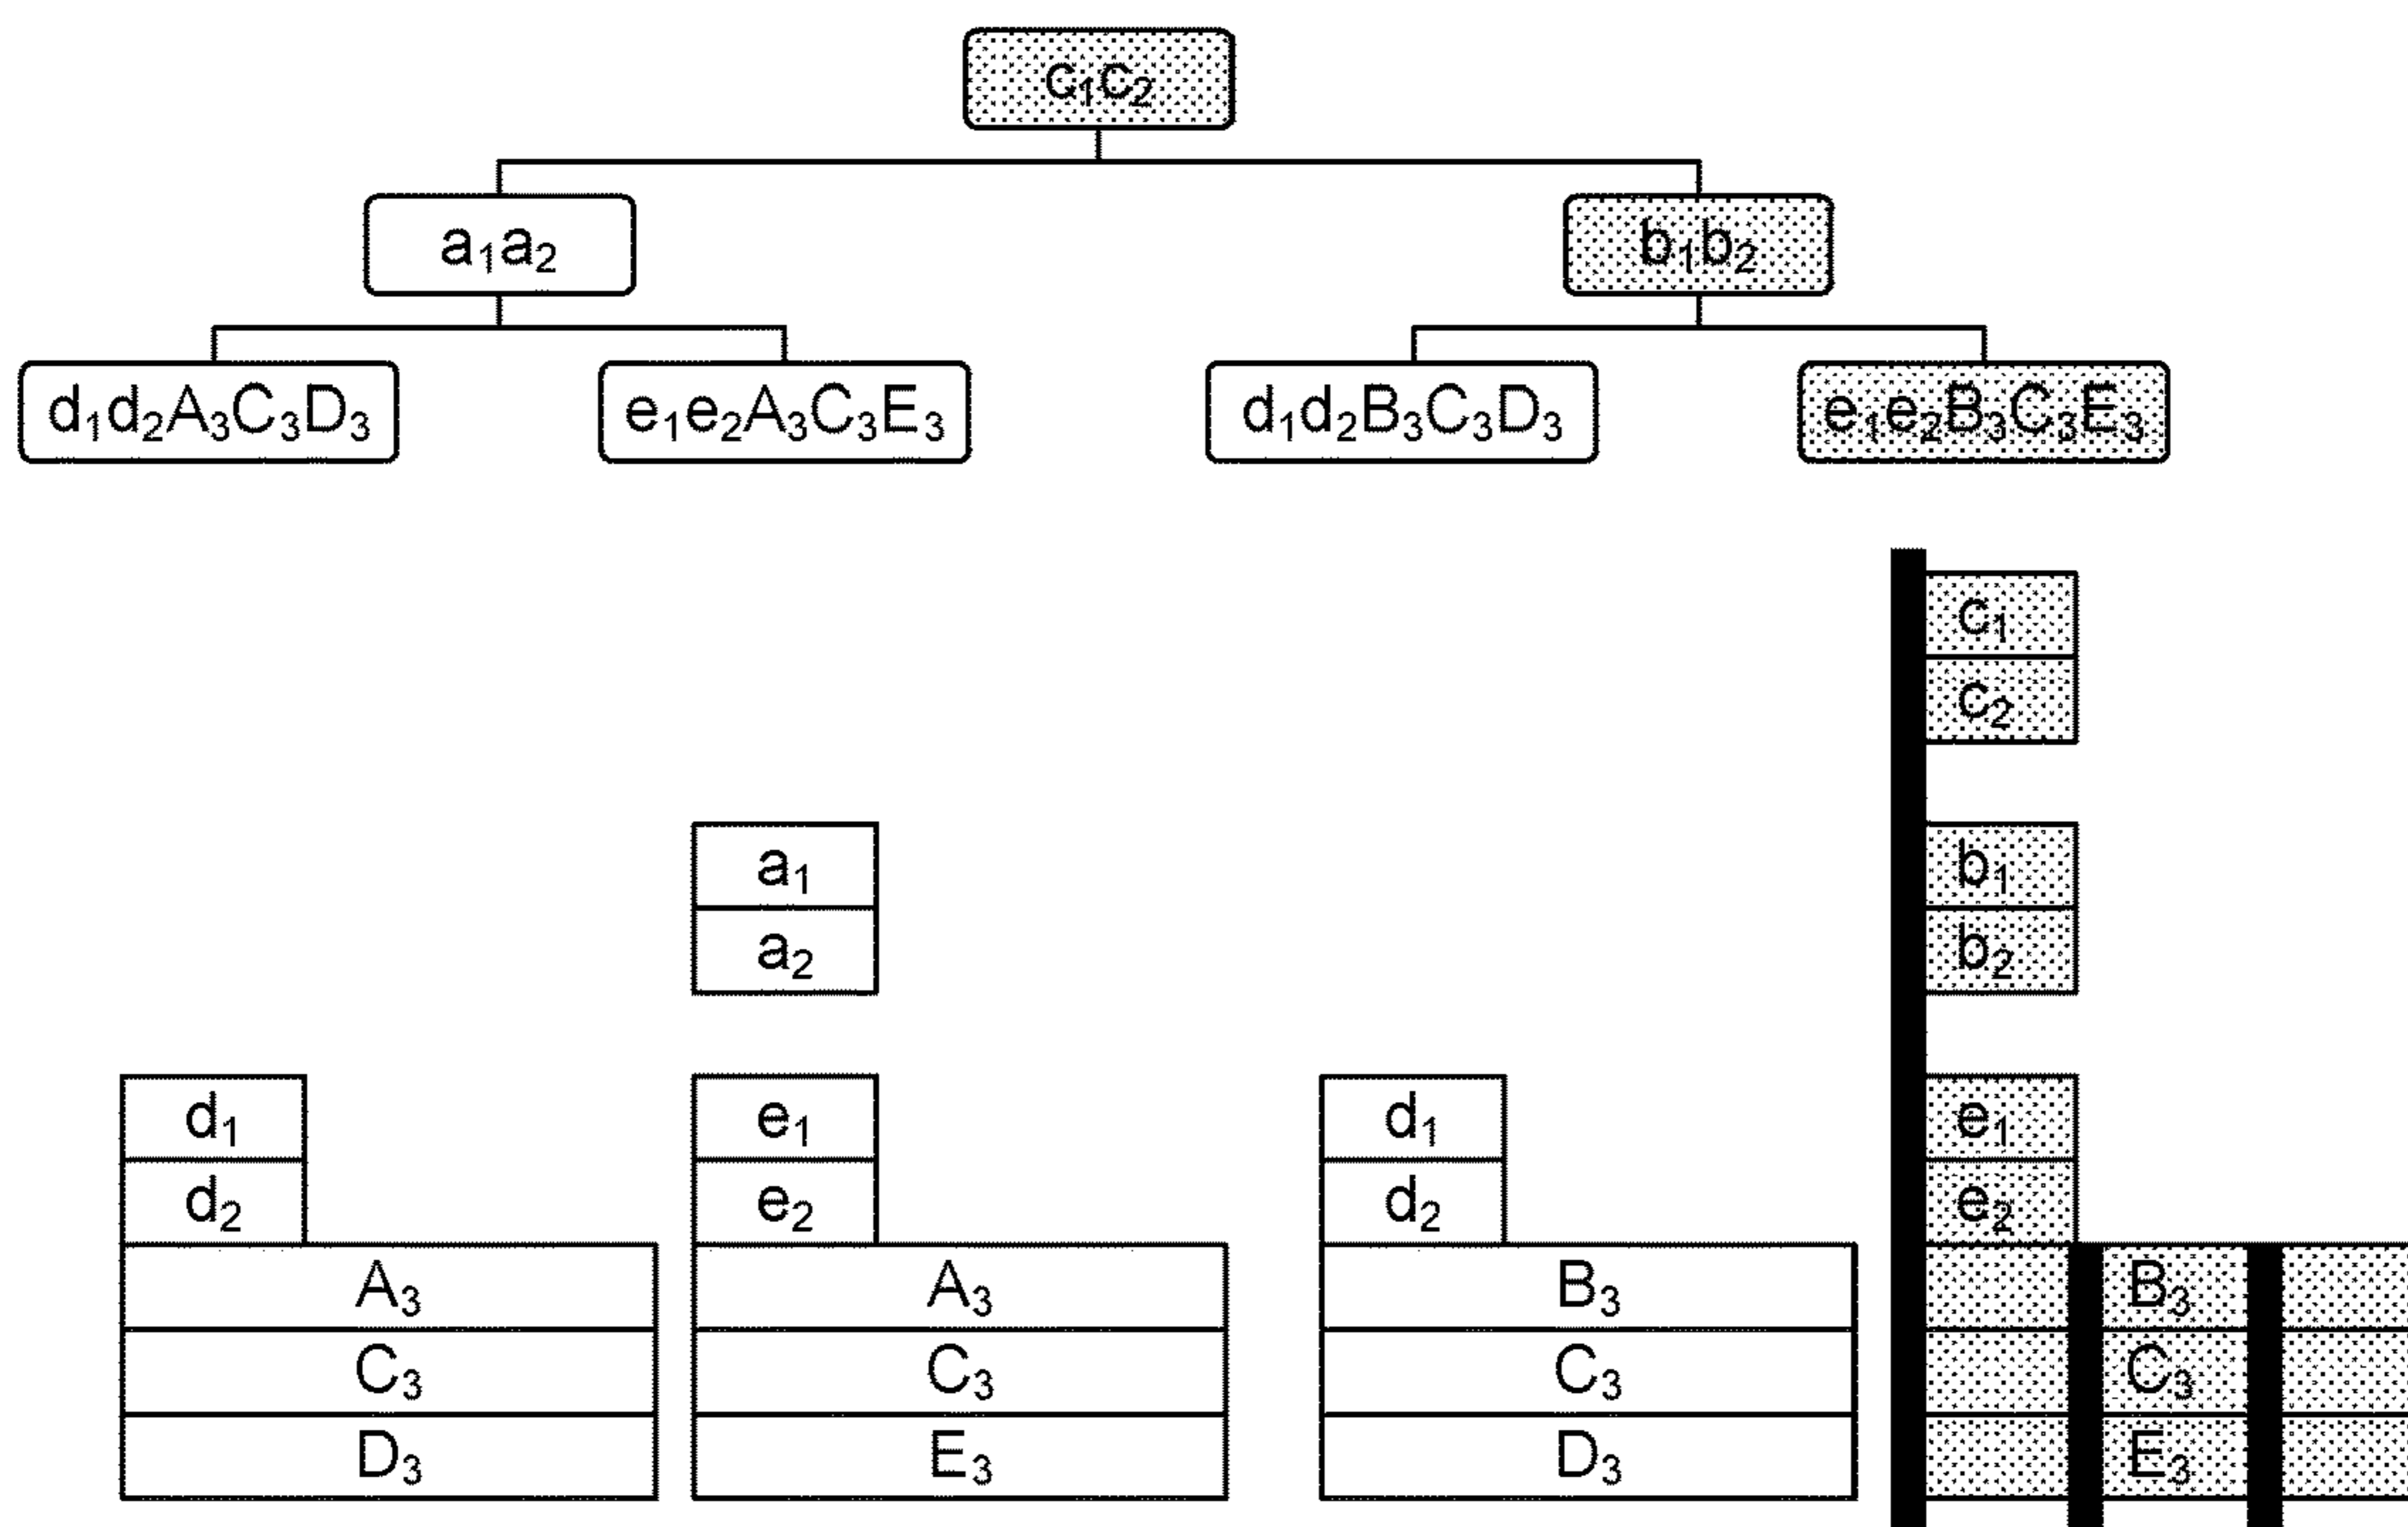 c₁c₂
a₁a₂ b₁b₂
d₁d₂A₃C₃D₃ e₁e₂A₃C₃E₃ d₁d₂B₃C₃D₃ e₁e₂B₃C₃E₃
c₁
c₂
a₁ b₁
a₂ b₂
d₁ e₁ d₁ e₁
d₂ e₂ d₂ e₂
A₃ A₃ B₃ B₃
C₃ C₃ C₃ C₃
D₃ E₃ D₃ E₃